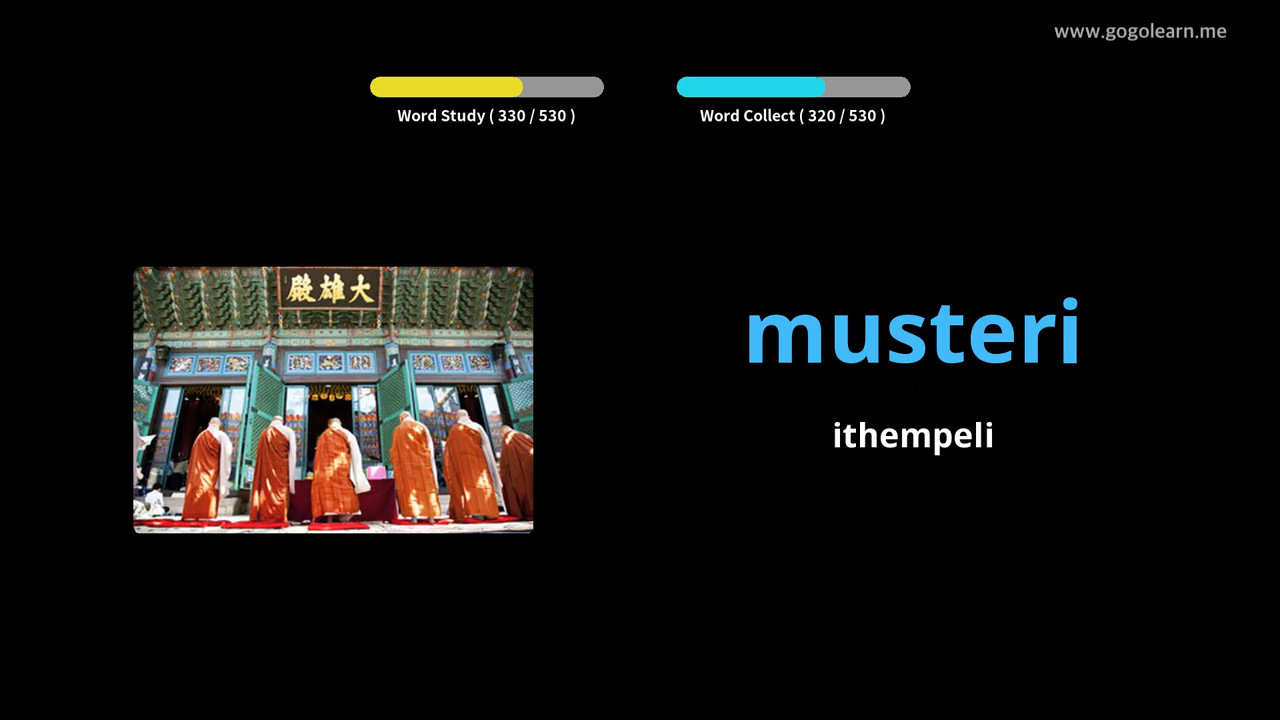 www.gogolearn.me
Word Study ( 330 / 530 )
Word Collect ( 320 / 530 )
殿雄大
musteri
ithempeli